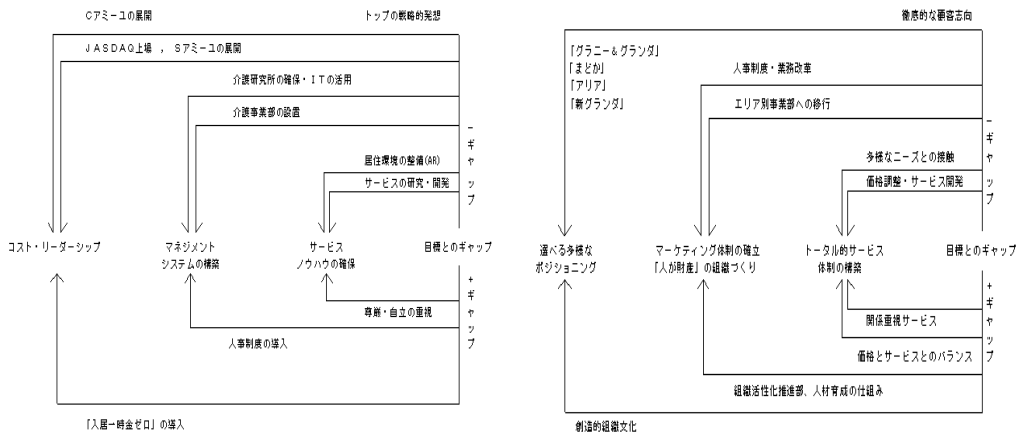 Cアミーユの展開
トップの戦略的発想
JASDAQ上場 , Sアミーユの展開
介護研究所の確保・ITの活用
介護事業部の設置
居住環境の整備(AR)
サービスの研究・開発
−ギャップ
コスト・リーダーシップ
マネジメント
システムの構築
サービス
ノウハウの確保
目標とのギャップ
+ギャップ
尊厳・自立の重視
人事制度の導入
「入居一時金ゼロ」の導入
徹底的な顧客志向
「グラニー&グランダ」
「まどか」
「アリア」
「新グランダ」
人事制度・業務改革
エリア別事業部への移行
多様なニーズとの接触
価格調整・サービス開発
−ギャップ
選べる多様な
ポジショニング
マーケティング体制の確立
「人が財産」の組織づくり
トータル的サービス
体制の構築
目標とのギャップ
+ギャップ
関係重視サービス
価格とサービスとのバランス
組織活性化推進部、人材育成の仕組み
創造的組織文化